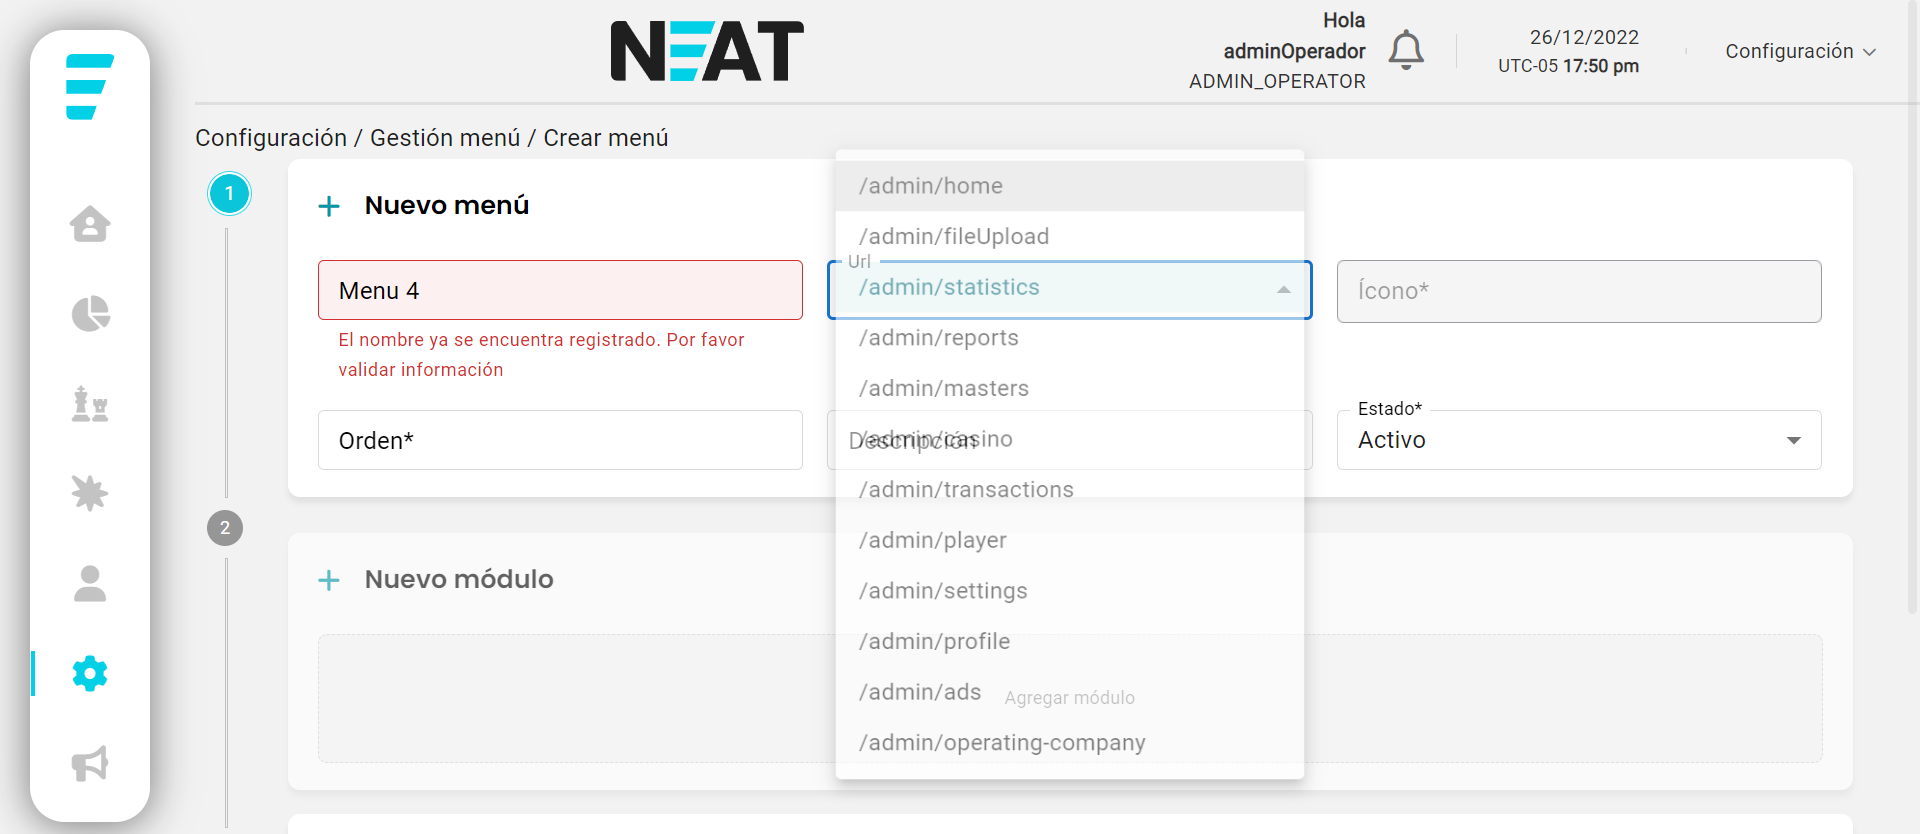 NEAT
Hola
adminOperador
ADMIN_OPERATOR
26/12/2022
UTC-05 17:50 pm
Configuración
Configuración / Gestión menú / Crear menú
1
Nuevo menú
Menu 4
El nombre ya se encuentra registrado. Por favor
validar información
Url
/admin/home
/admin/fileUpload
/admin/statistics
/admin/reports
/admin/masters
/admin/casino
/admin/transactions
/admin/player
/admin/settings
/admin/profile
/admin/ads
/admin/operating-company
Ícono*
Orden*
Descripción
Estado*
Activo
2
Nuevo módulo
Agregar módulo